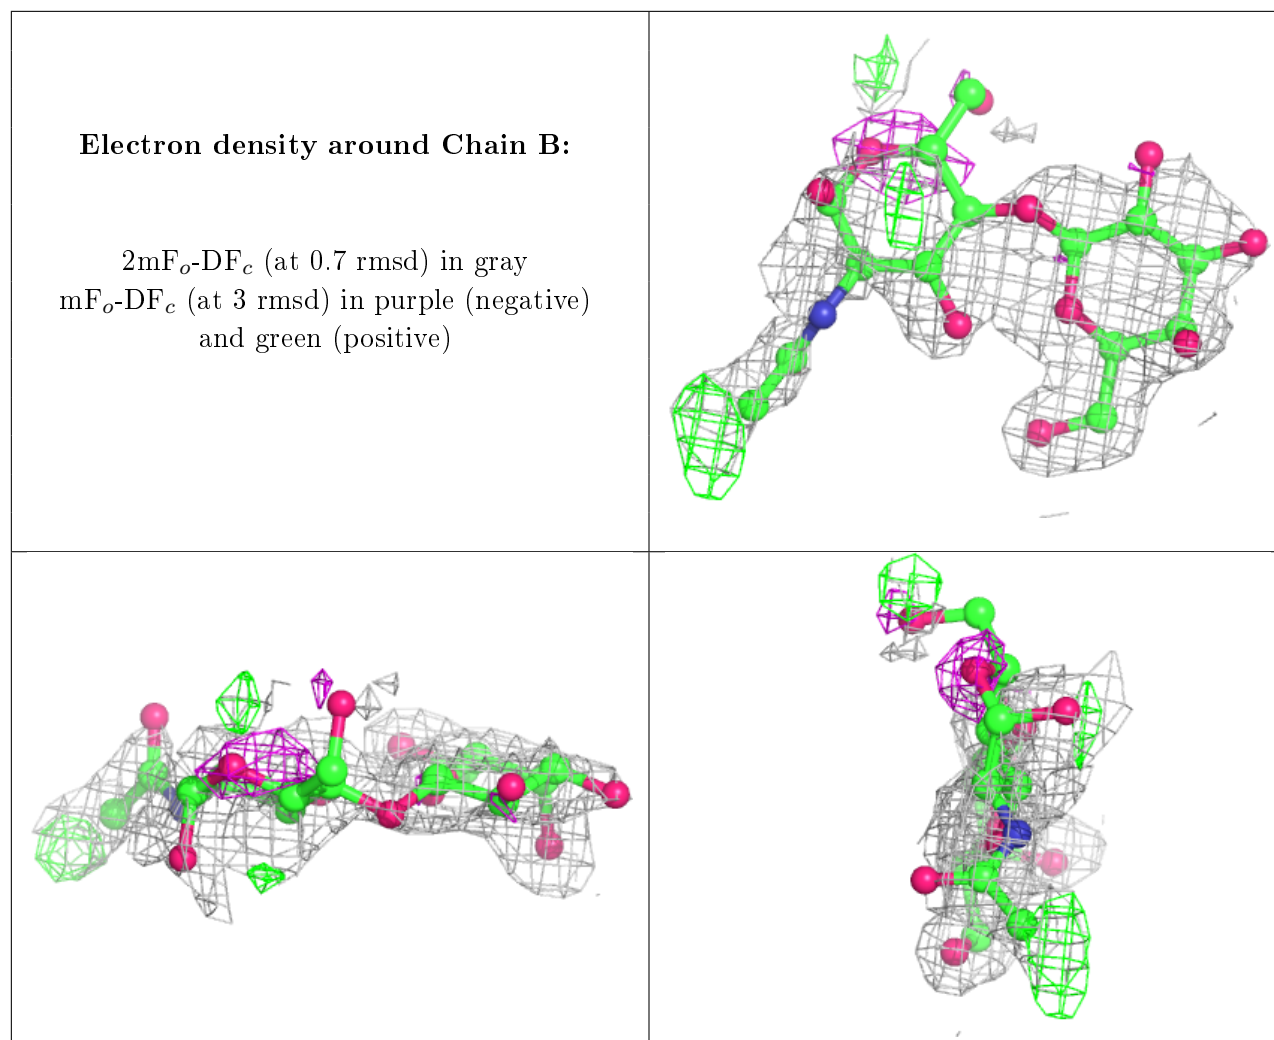 Electron density around Chain B:
2mFₒ-DF𝒸 (at 0.7 rmsd) in gray
mFₒ-DF𝒸 (at 3 rmsd) in purple (negative)
and green (positive)